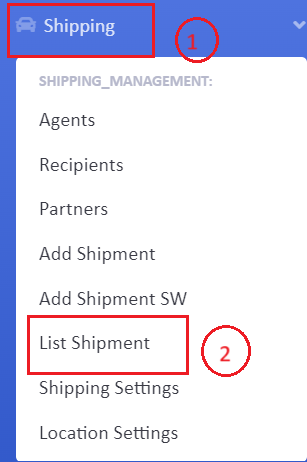 Shipping
1
SHIPPING_MANAGEMENT:
Agents
Recipients
Partners
Add Shipment
Add Shipment SW
List Shipment
2
Shipping Settings
Location Settings